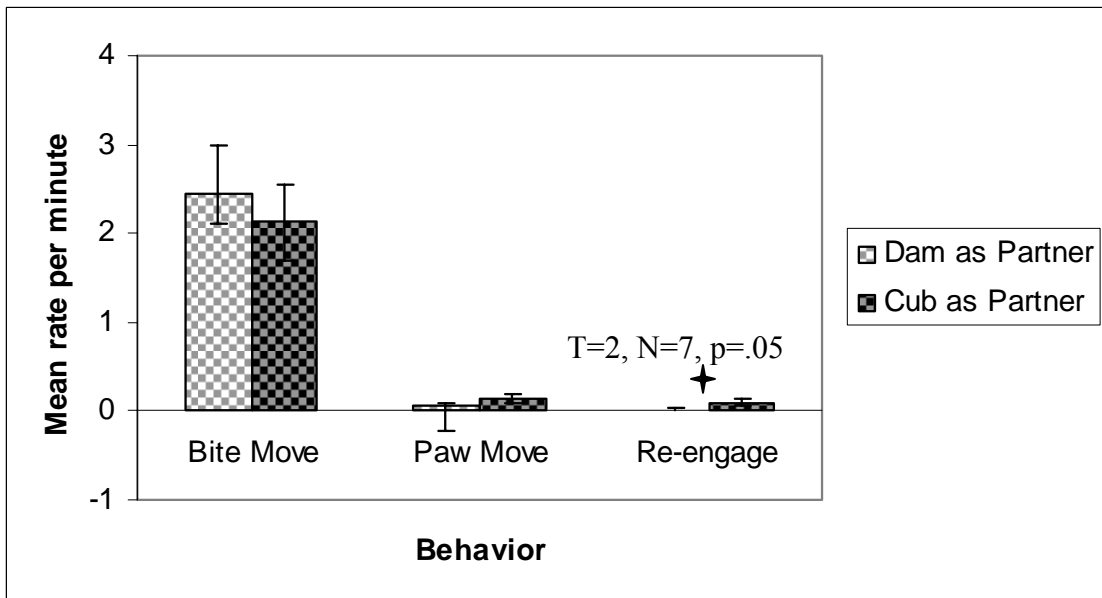 4
3
2
1
0
-1
Mean rate per minute
T=2, N=7, p=.05
Bite Move
Paw Move
Re-engage
Behavior
Dam as Partner
Cub as Partner